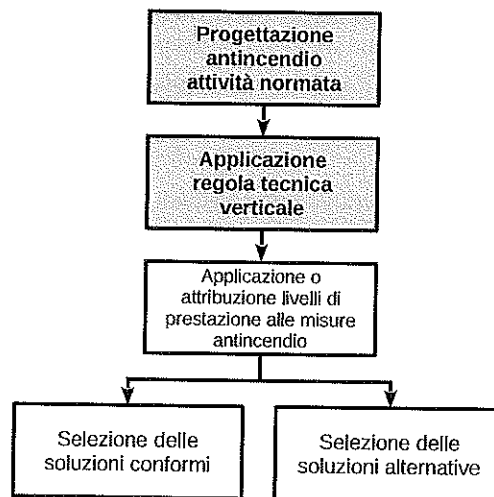 Progettazione
antincendio
attività normata
Applicazione
regola tecnica
verticale
Applicazione o
attribuzione livelli di
prestazione alle misure
antincendio
Selezione delle
soluzioni conformi
Selezione delle
soluzioni alternative